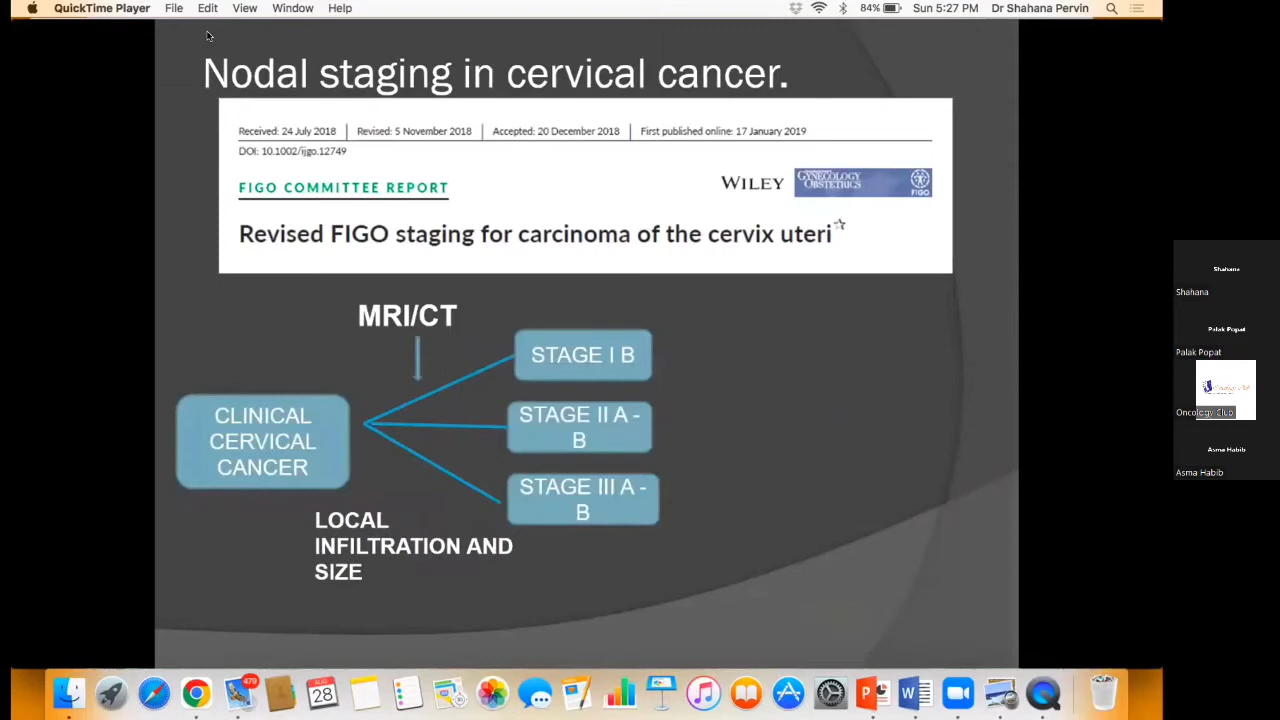 QuickTime Player File Edit View Window Help 84% Sun 5:27 PM Dr Shahana Pervin
Nodal staging in cervical cancer.
Received: 24 July 2018 | Revised: 5 November 2018 | Accepted: 20 December 2018 | First published online: 17 January 2019
DOI: 10.1002/ijgo.12749
FIGO COMMITTEE REPORT
WILEY
GYNECOLOGY
OBSTETRICS
FIGO
Revised FIGO staging for carcinoma of the cervix uteri☆
MRI/CT
STAGE I B
CLINICAL
CERVICAL
CANCER
STAGE II A -
B
STAGE III A -
B
LOCAL
INFILTRATION AND
SIZE
Shahana
Shahana
Palak Popat
Palak Popat
Oncology Club
Asma Habib
Asma Habib
479
AUG
28